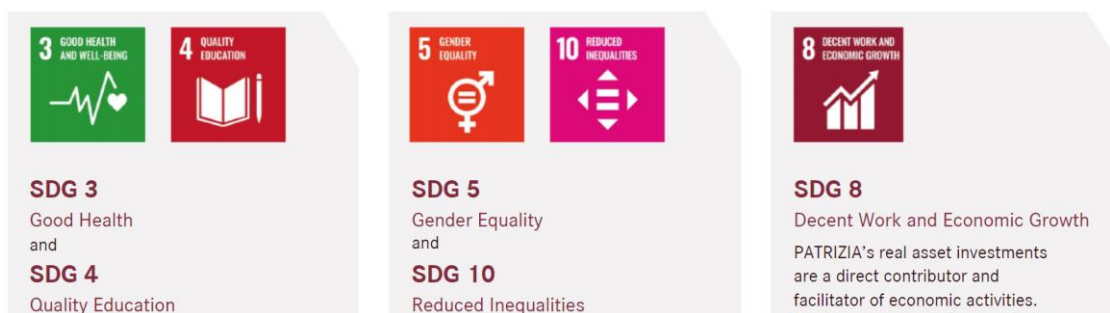 3 GOOD HEALTH
AND WELL-BEING
4 QUALITY
EDUCATION
SDG 3
Good Health
and
SDG 4
Quality Education
5 GENDER
EQUALITY
10 REDUCED
INEQUALITIES
SDG 5
Gender Equality
and
SDG 10
Reduced Inequalities
8 DECENT WORK AND
ECONOMIC GROWTH
SDG 8
Decent Work and Economic Growth
PATRIZIA's real asset investments
are a direct contributor and
facilitator of economic activities.